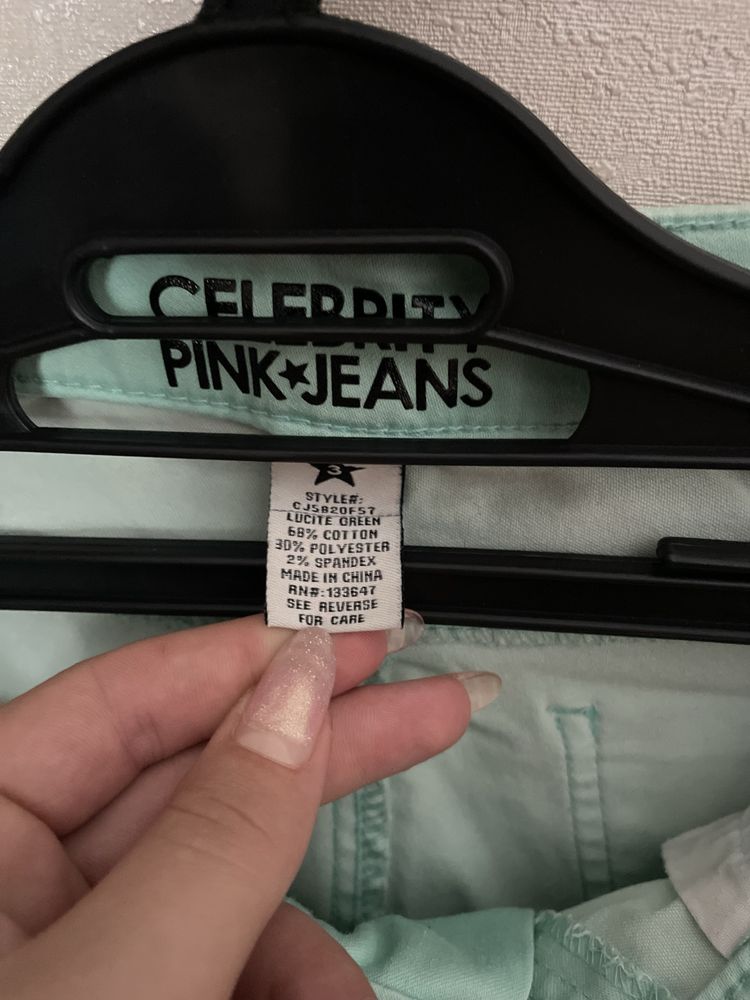 CELEBRITY
PINK★JEANS
3
STYLE#:
CJ5820F57
LUCITE GREEN
68% COTTON
30% POLYESTER
2% SPANDEX
MADE IN CHINA
RN#:133647
SEE REVERSE
FOR CARE